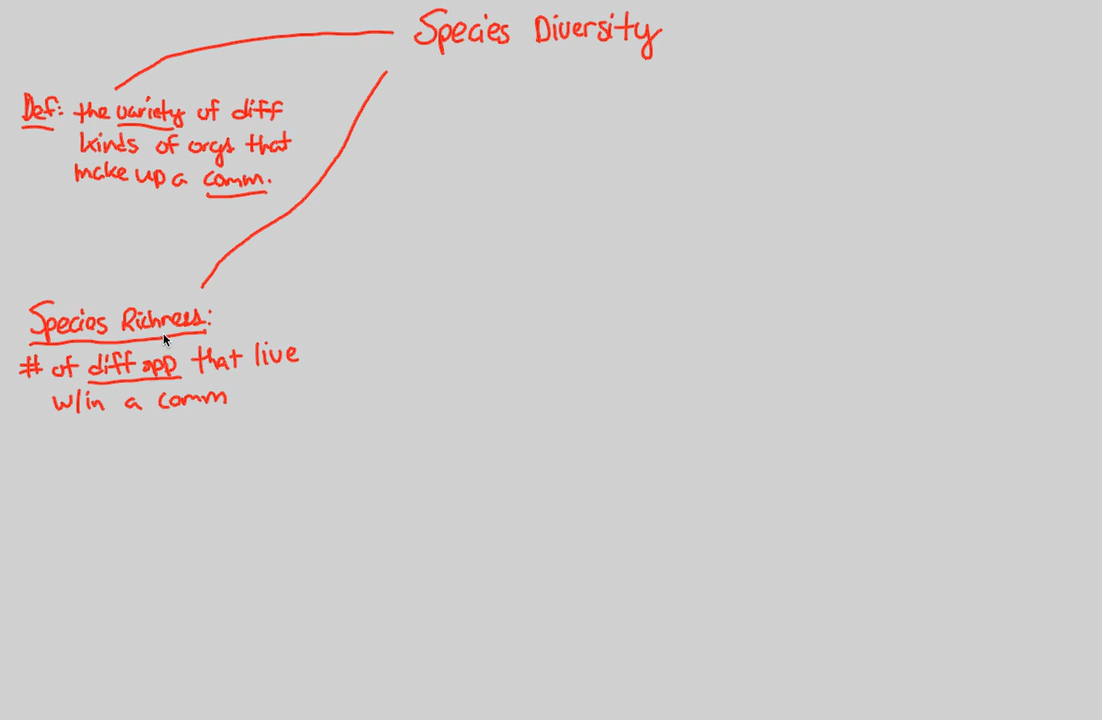 Species Diversity
Def: the variety of diff
kinds of orgs that
make up a comm.
Species Richness:
# of diff spp that live
w/in a comm